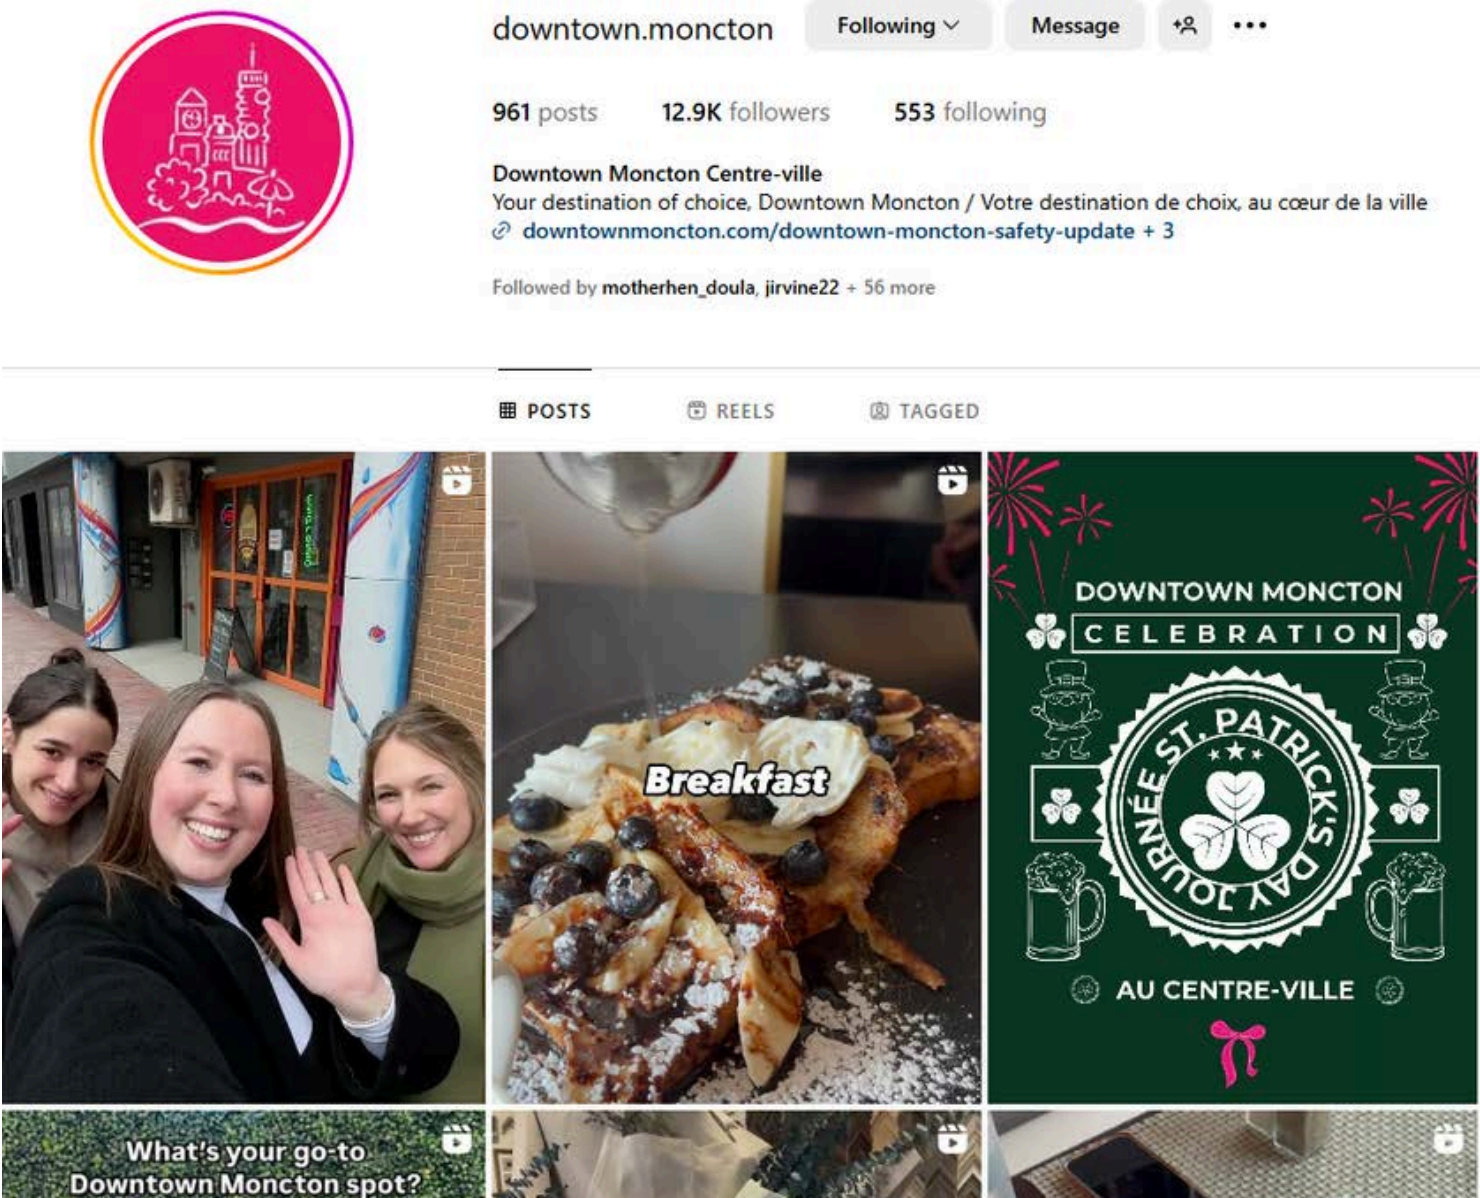 downtown.moncton Following Message
961 posts 12.9K followers 553 following
Downtown Moncton Centre-ville
Your destination of choice, Downtown Moncton / Votre destination de choix, au cœur de la ville
downtownmoncton.com/downtown-moncton-safety-update + 3
Followed by motherhen_doula, jirvine22 + 56 more
POSTS REELS TAGGED
Breakfast
DOWNTOWN MONCTON
CELEBRATION
JOURNÉE ST. PATRICK'S DAY
AU CENTRE-VILLE
What's your go-to
Downtown Moncton spot?